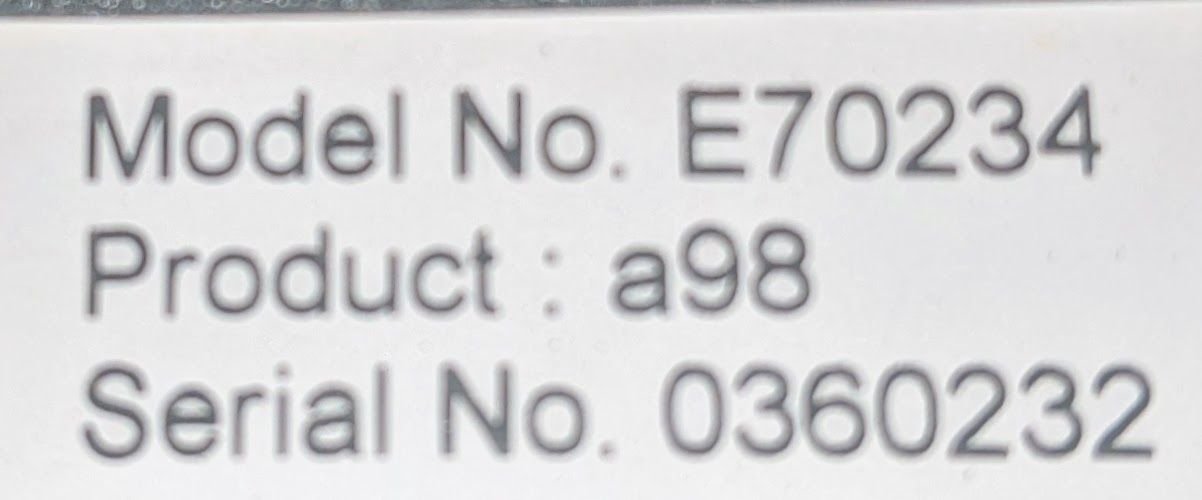 Model No. E70234
Product : a98
Serial No. 0360232